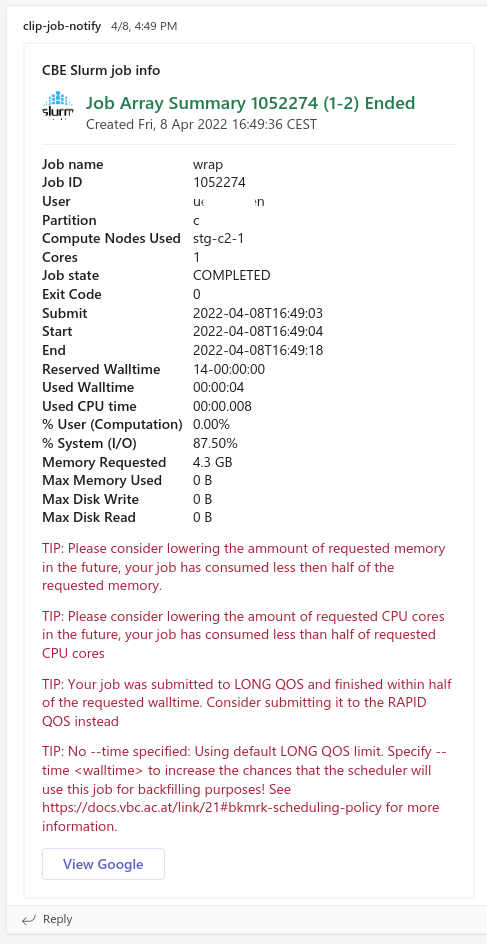 clip-job-notify 4/8, 4:49 PM
CBE Slurm job info
slurm
Job Array Summary 1052274 (1-2) Ended
Created Fri, 8 Apr 2022 16:49:36 CEST
Job name wrap
Job ID 1052274
User
Partition c
Compute Nodes Used stg-c2-1
Cores 1
Job state COMPLETED
Exit Code 0
Submit 2022-04-08T16:49:03
Start 2022-04-08T16:49:04
End 2022-04-08T16:49:18
Reserved Walltime 14-00:00:00
Used Walltime 00:00:04
Used CPU time 00:00.008
% User (Computation) 0.00%
% System (I/O) 87.50%
Memory Requested 4.3 GB
Max Memory Used 0 B
Max Disk Write 0 B
Max Disk Read 0 B
TIP: Please consider lowering the ammount of requested memory
in the future, your job has consumed less then half of the
requested memory.
TIP: Please consider lowering the amount of requested CPU cores
in the future, your job has consumed less than half of requested
CPU cores
TIP: Your job was submitted to LONG QOS and finished within half
of the requested walltime. Consider submitting it to the RAPID
QOS instead
TIP: No --time specified: Using default LONG QOS limit. Specify --
time <walltime> to increase the chances that the scheduler will
use this job for backfilling purposes! See
https://docs.vbc.ac.at/link/21#bkmrk-scheduling-policy for more
information.
View Google
Reply